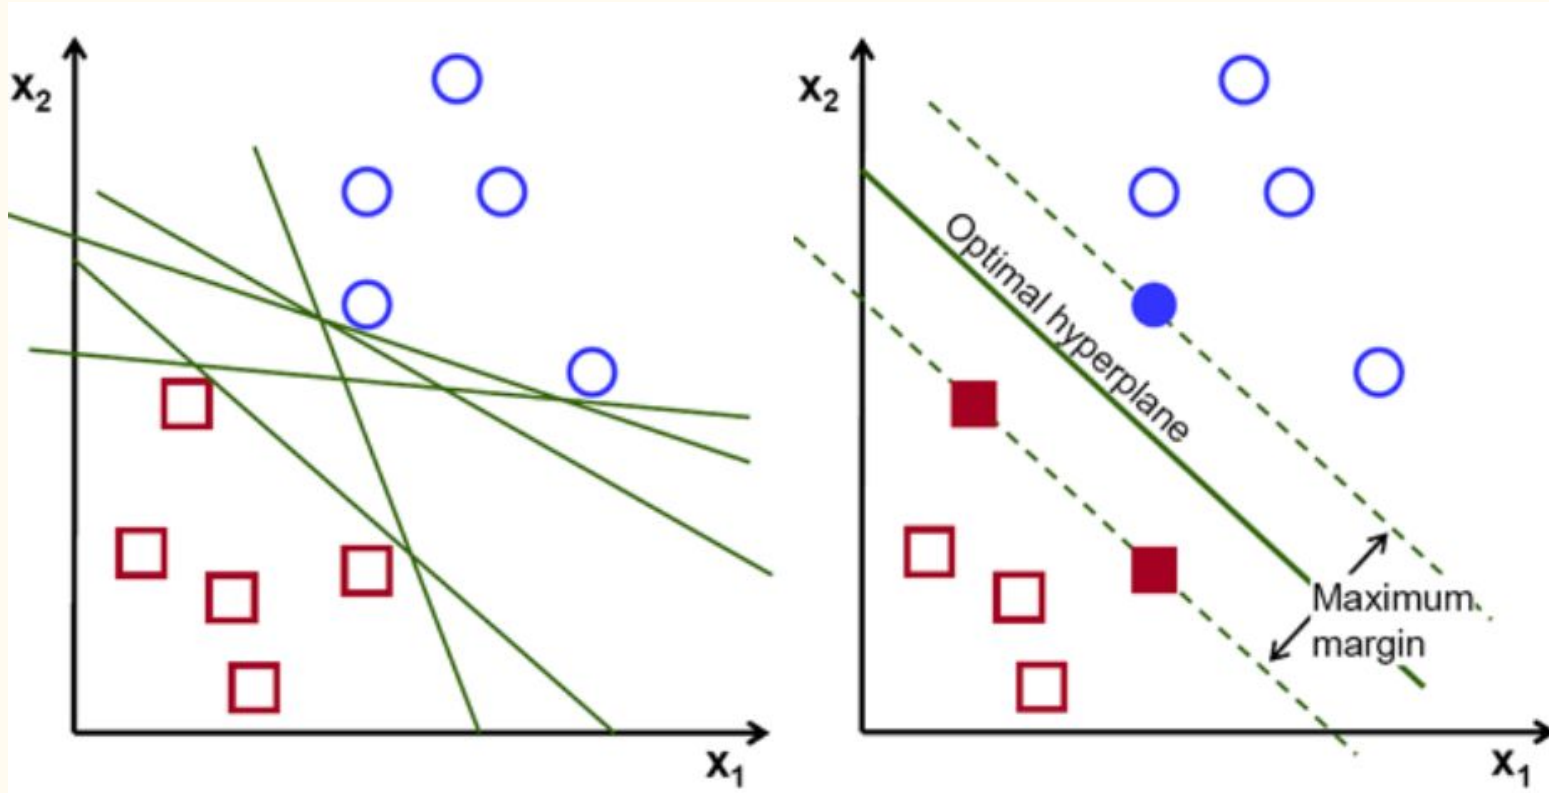 x₂
x₁
x₂
Optimal hyperplane
Maximum
margin
x₁